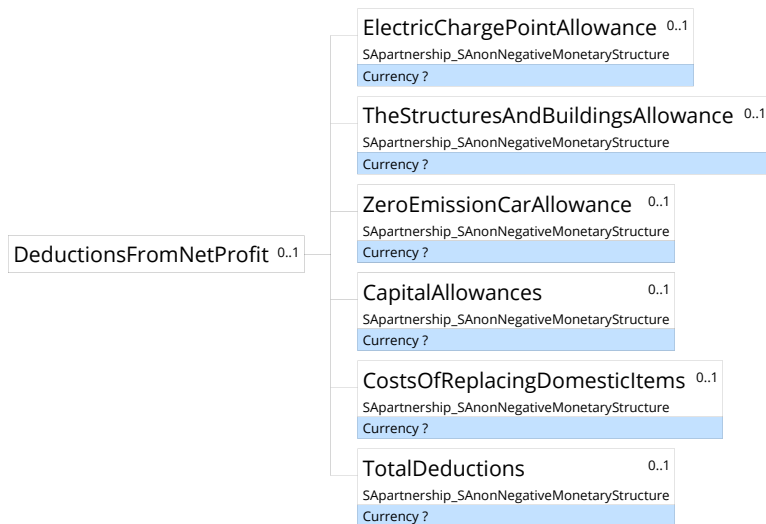 ElectricChargePointAllowance 0..1
SApartnership_SAnonNegativeMonetaryStructure
Currency ?
TheStructuresAndBuildingsAllowance 0..1
SApartnership_SAnonNegativeMonetaryStructure
Currency ?
ZeroEmissionCarAllowance 0..1
SApartnership_SAnonNegativeMonetaryStructure
Currency ?
DeductionsFromNetProfit 0..1
CapitalAllowances 0..1
SApartnership_SAnonNegativeMonetaryStructure
Currency ?
CostsOfReplacingDomesticItems 0..1
SApartnership_SAnonNegativeMonetaryStructure
Currency ?
TotalDeductions 0..1
SApartnership_SAnonNegativeMonetaryStructure
Currency ?